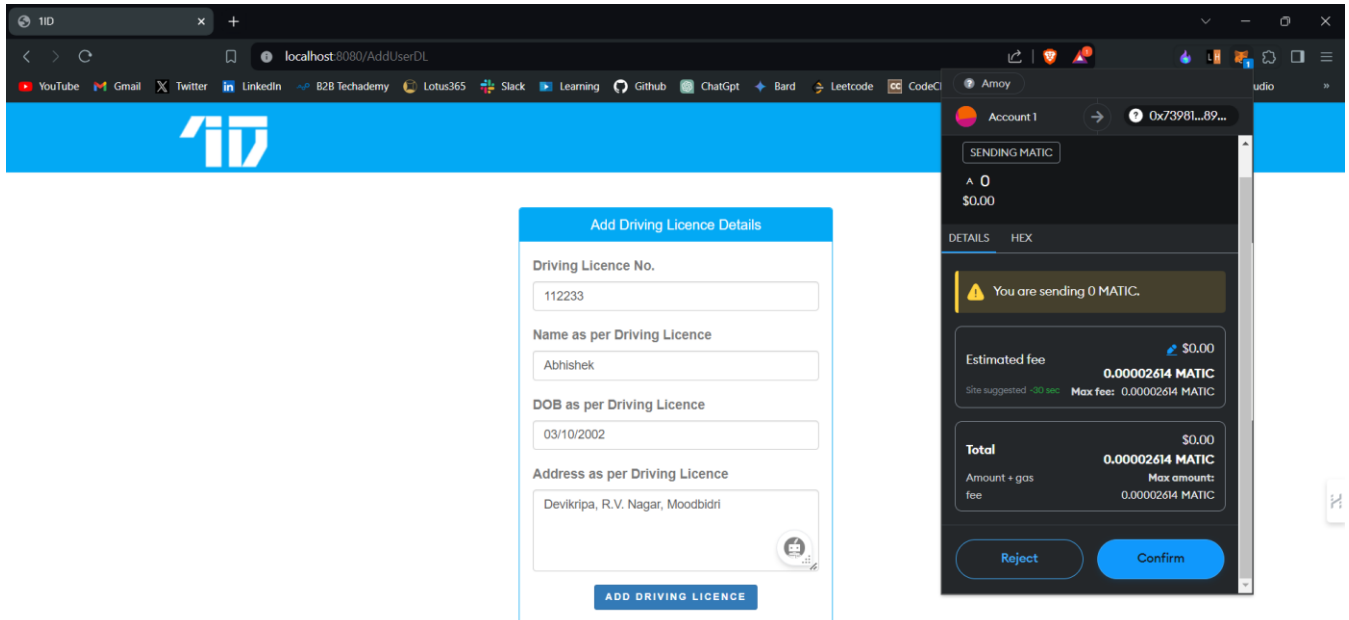 1ID
localhost:8080/AddUserDL
YouTube Gmail Twitter LinkedIn B2B Techademy Lotus365 Slack Learning Github ChatGpt Bard Leetcode CodeC udio »
1ID
Add Driving Licence Details
Driving Licence No.
112233
Name as per Driving Licence
Abhishek
DOB as per Driving Licence
03/10/2002
Address as per Driving Licence
Devikripa, R.V. Nagar, Moodbidri
ADD DRIVING LICENCE
Amoy
Account 1 0x73981...89...
SENDING MATIC
A 0
$0.00
DETAILS HEX
You are sending 0 MATIC.
Estimated fee $0.00
0.00002614 MATIC
Site suggested ~30 sec Max fee: 0.00002614 MATIC
Total $0.00
0.00002614 MATIC
Amount + gas fee Max amount:
0.00002614 MATIC
Reject Confirm